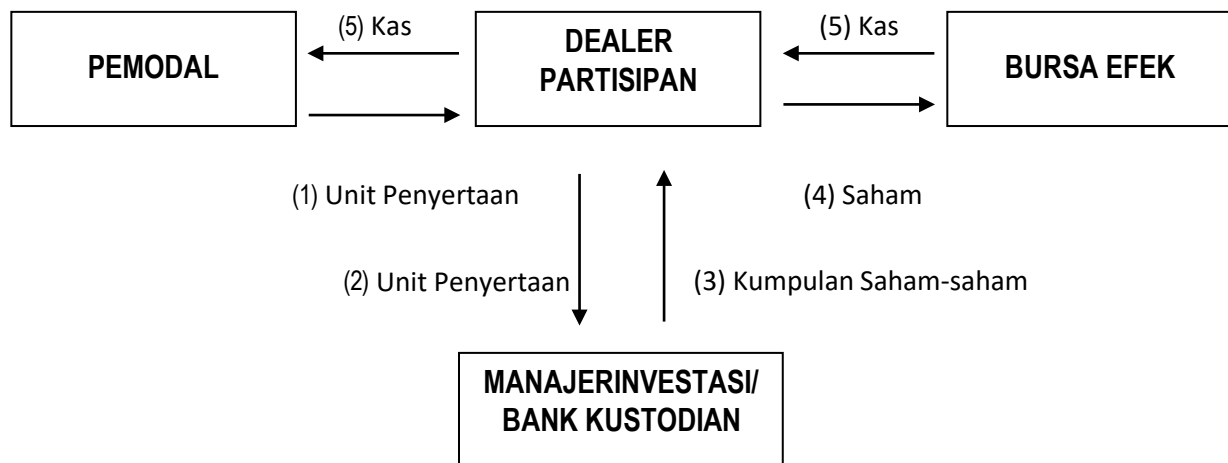 (5) Kas
(5) Kas
PEMODAL
DEALER
PARTISIPAN
BURSA EFEK
(1) Unit Penyertaan
(4) Saham
(2) Unit Penyertaan
(3) Kumpulan Saham-saham
MANAJERINVESTASI/
BANK KUSTODIAN